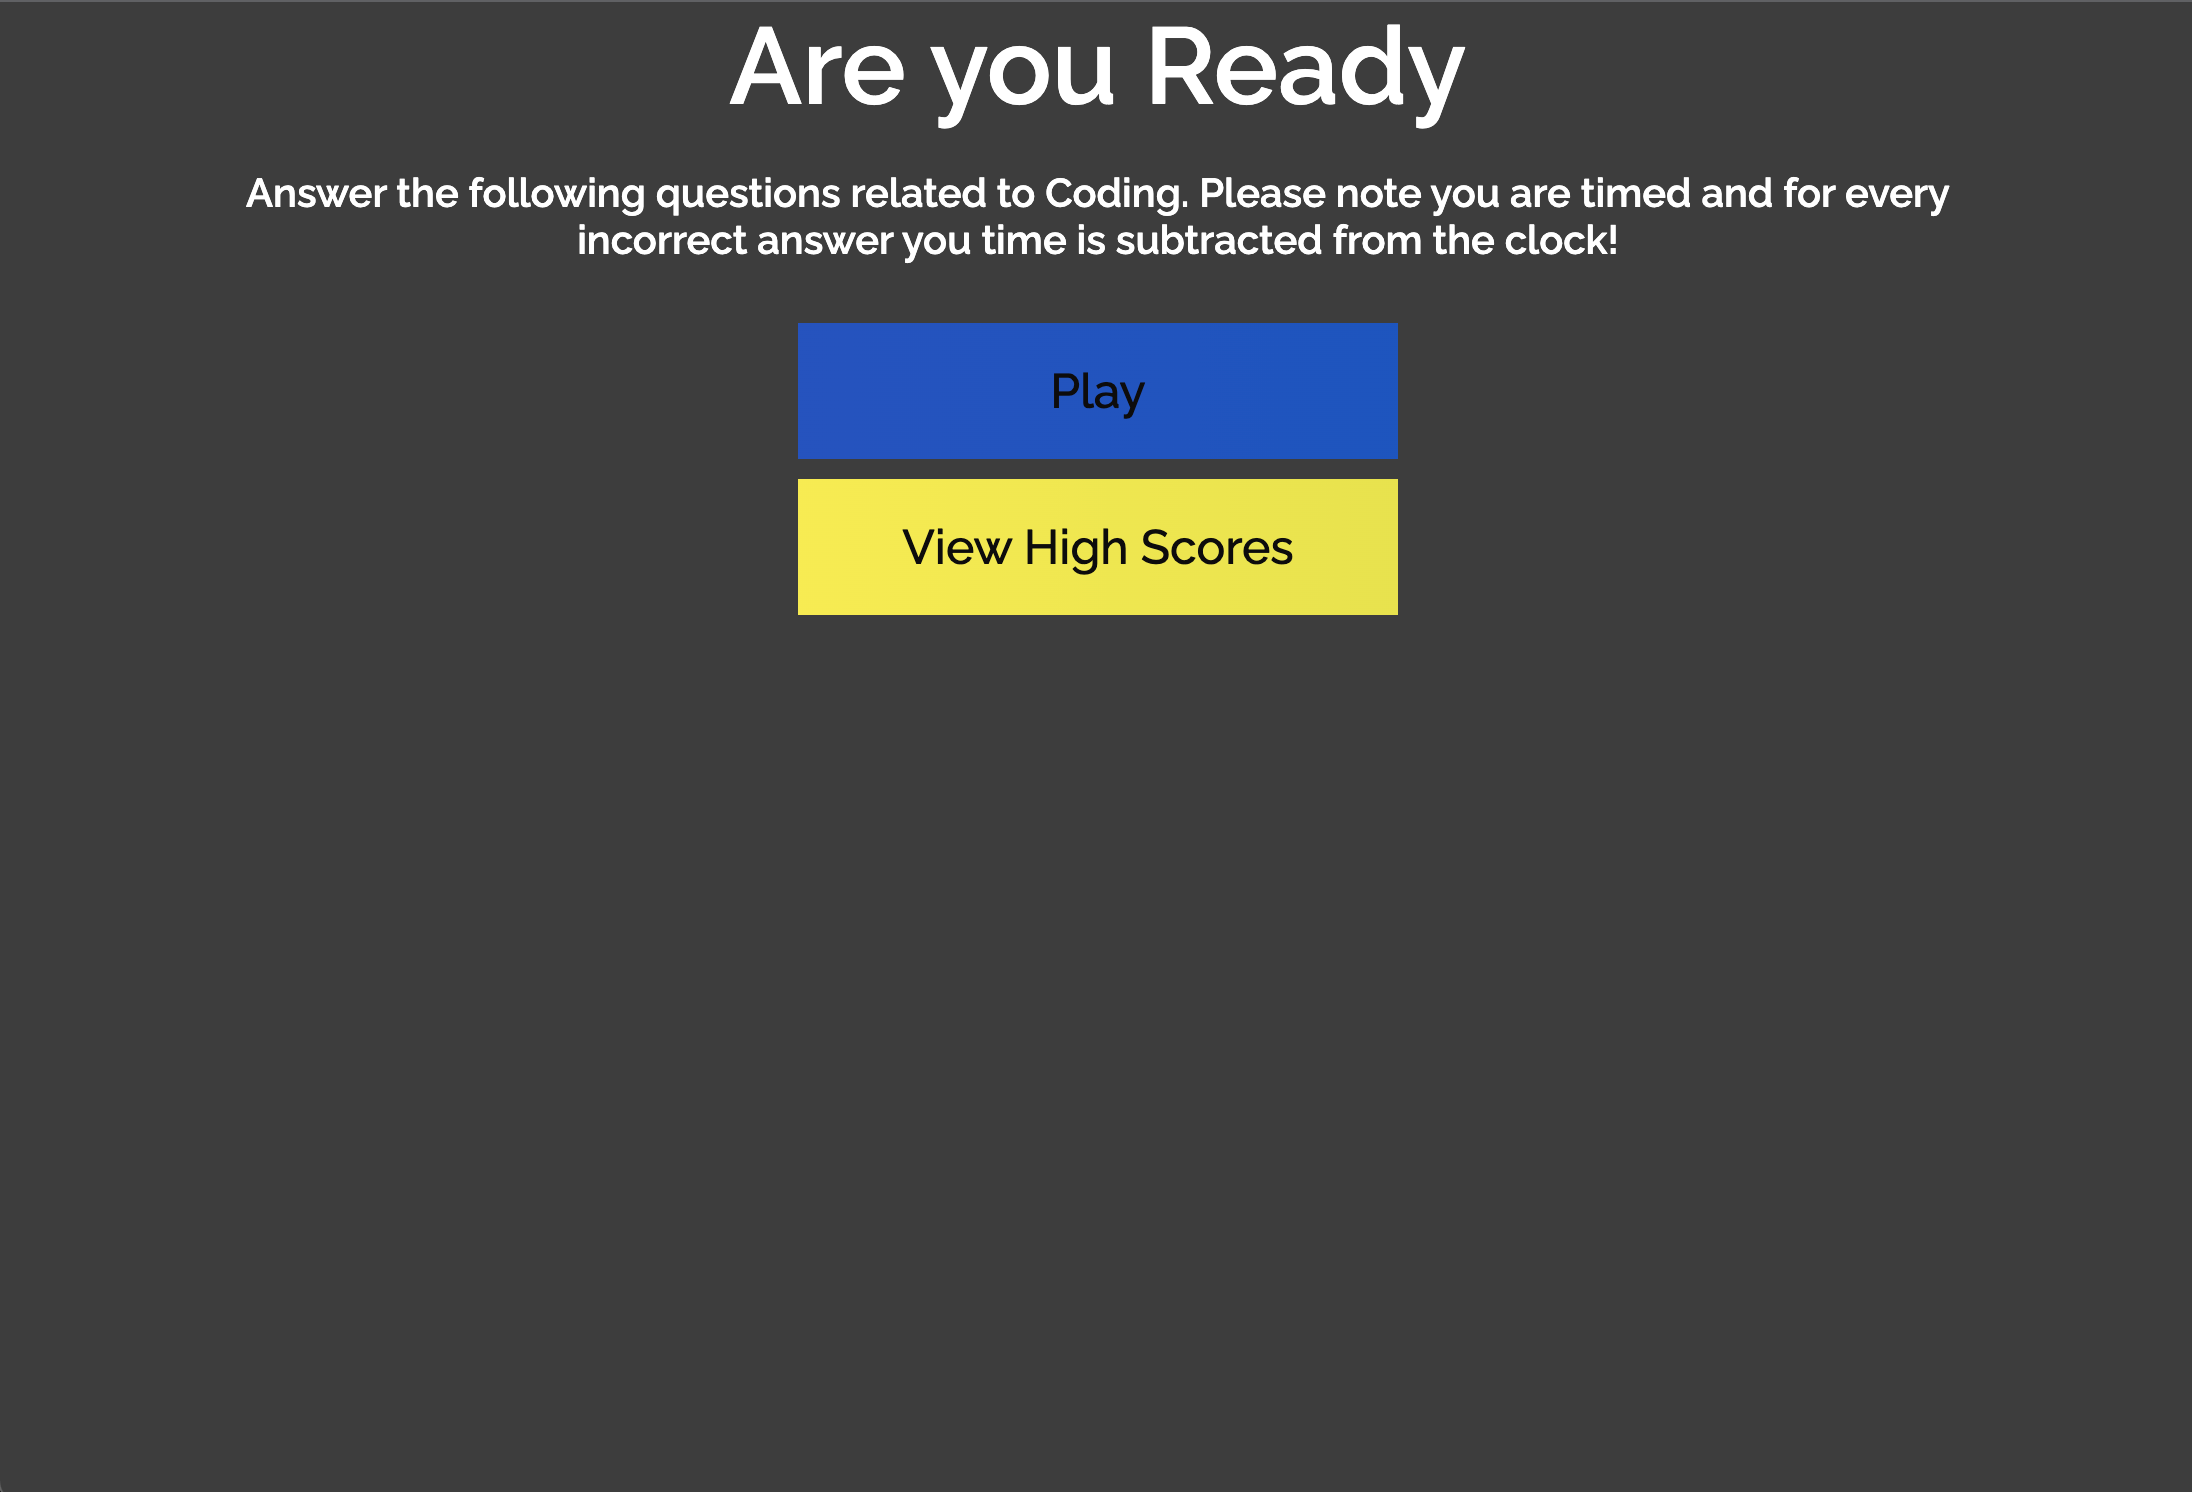 Are you Ready
Answer the following questions related to Coding. Please note you are timed and for every
incorrect answer you time is subtracted from the clock!
Play
View High Scores